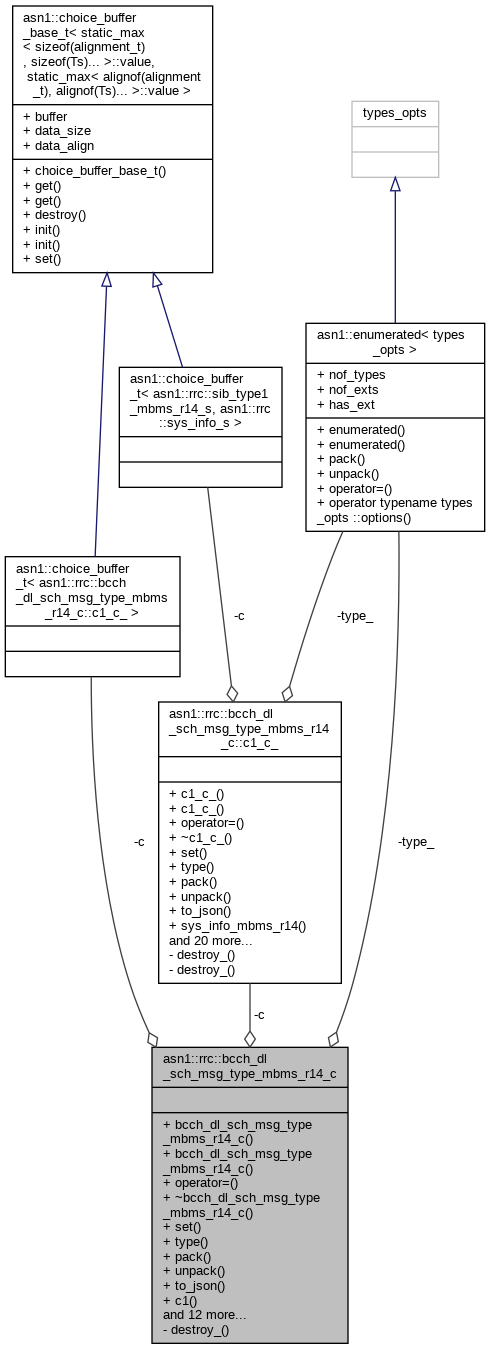 asn1::choice_buffer
_base_t< static_max
< sizeof(alignment_t)
, sizeof(Ts)... >::value,
static_max< alignof(alignment
_t), alignof(Ts)... >::value >
+ buffer
+ data_size
+ data_align
+ choice_buffer_base_t()
+ get()
+ get()
+ destroy()
+ init()
+ init()
+ set()
types_opts
asn1::enumerated< types
_opts >
+ nof_types
+ nof_exts
+ has_ext
+ enumerated()
+ enumerated()
+ pack()
+ unpack()
+ operator=()
+ operator typename types
_opts ::options()
asn1::choice_buffer
_t< asn1::rrc::sib_type1
_mbms_r14_s, asn1::rrc
::sys_info_s >
asn1::choice_buffer
_t< asn1::rrc::bcch
_dl_sch_msg_type_mbms
_r14_c::c1_c_ >
-c
-type_
asn1::rrc::bcch_dl
_sch_msg_type_mbms_r14
_c::c1_c_
+ c1_c_()
+ c1_c_()
+ operator=()
+ ~c1_c_()
+ set()
+ type()
+ pack()
+ unpack()
+ to_json()
+ sys_info_mbms_r14()
and 20 more...
- destroy_()
- destroy_()
-c
-type_
-c
asn1::rrc::bcch_dl
_sch_msg_type_mbms_r14_c
+ bcch_dl_sch_msg_type
_mbms_r14_c()
+ bcch_dl_sch_msg_type
_mbms_r14_c()
+ operator=()
+ ~bcch_dl_sch_msg_type
_mbms_r14_c()
+ set()
+ type()
+ pack()
+ unpack()
+ to_json()
+ c1()
and 12 more...
- destroy_()